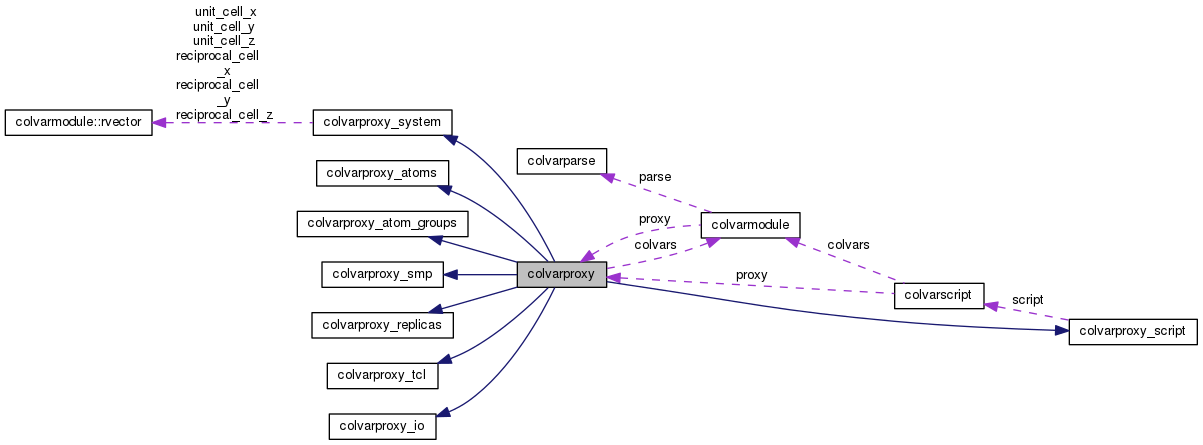 unit_cell_x
unit_cell_y
unit_cell_z
reciprocal_cell
_x
reciprocal_cell
_y
reciprocal_cell_z
colvarmodule::rvector
colvarproxy_system
colvarproxy_atoms
colvarproxy_atom_groups
colvarproxy_smp
colvarproxy_replicas
colvarproxy_tcl
colvarproxy_io
colvarparse
parse
proxy
colvars
colvarproxy
colvarmodule
colvars
proxy
colvarscript
script
colvarproxy_script